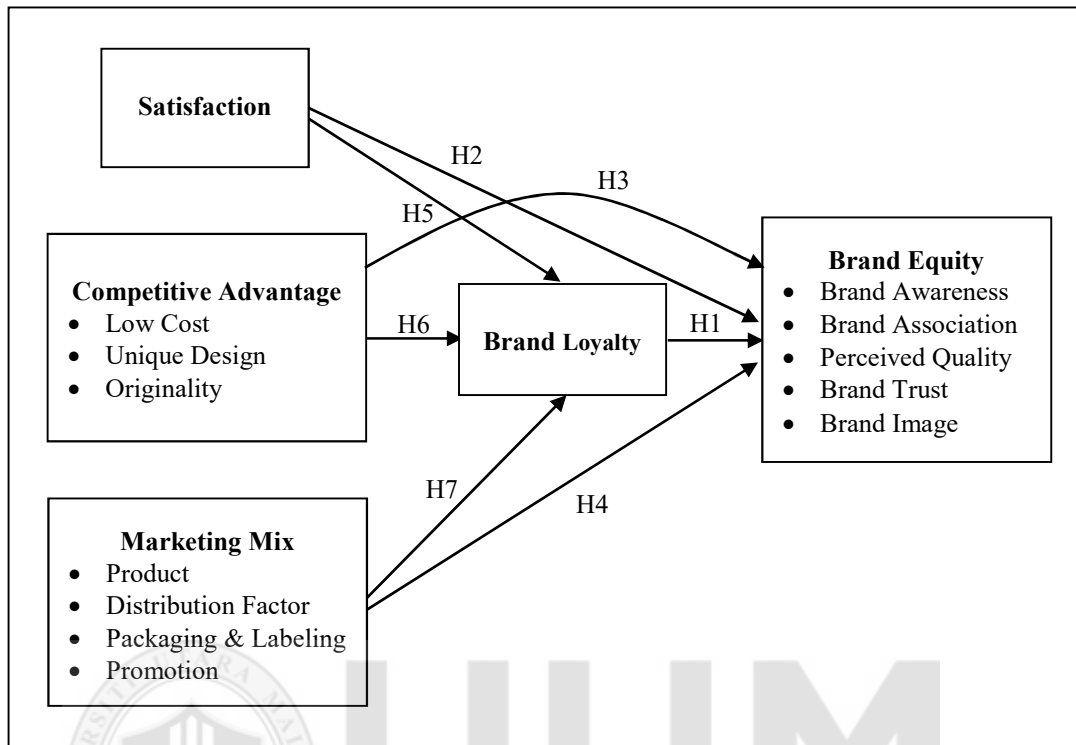 Satisfaction
H2
H3
H5
Competitive Advantage
• Low Cost
• Unique Design
• Originality
H6
Brand Loyalty
H1
Brand Equity
• Brand Awareness
• Brand Association
• Perceived Quality
• Brand Trust
• Brand Image
H7
H4
Marketing Mix
• Product
• Distribution Factor
• Packaging & Labeling
• Promotion
UUM